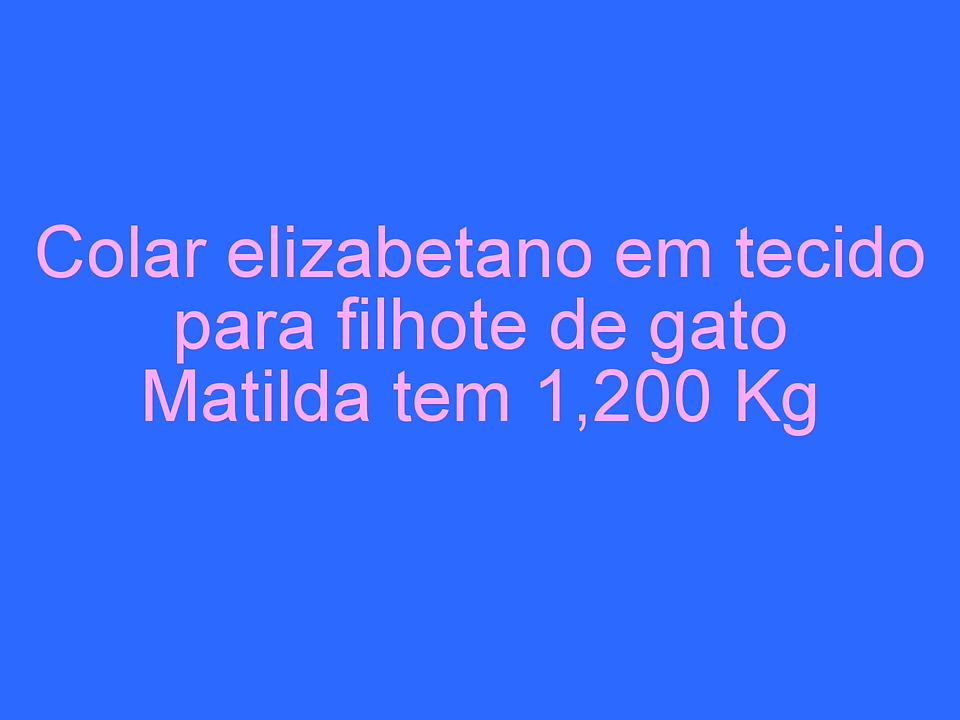 Colar elizabetano em tecido
para filhote de gato
Matilda tem 1,200 Kg